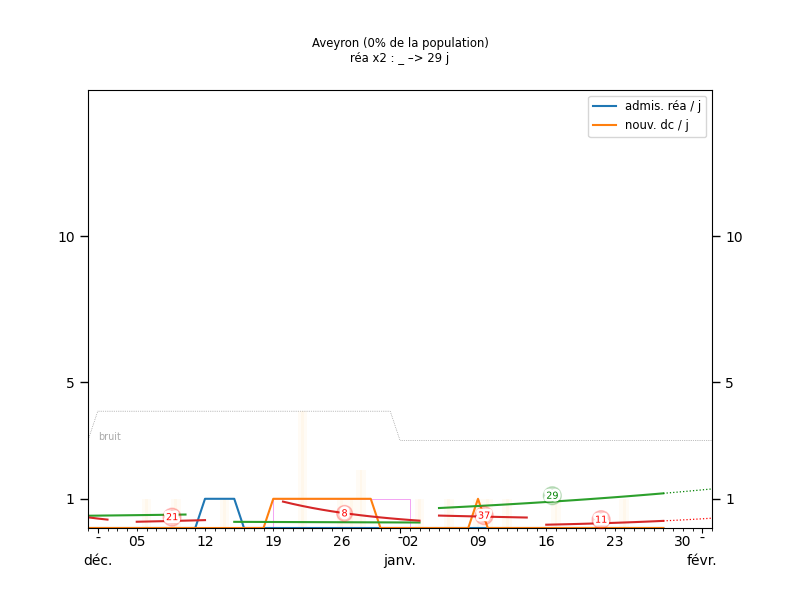 Aveyron (0% de la population)
réa x2 : _ –> 29 j
admis. réa / j
nouv. dc / j
10
10
5
5
bruit
1
1
21
8
37
29
11
- 05 12 19 26 -02 09 16 23 30 -
déc. janv. févr.